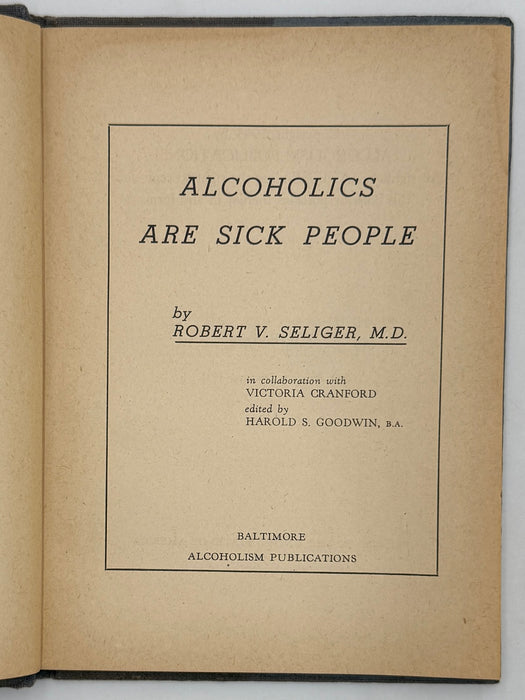 ALCOHOLICS
ARE SICK PEOPLE
by
ROBERT V. SELIGER, M.D.
in collaboration with
VICTORIA CRANFORD
edited by
HAROLD S. GOODWIN, B.A.
BALTIMORE
ALCOHOLISM PUBLICATIONS